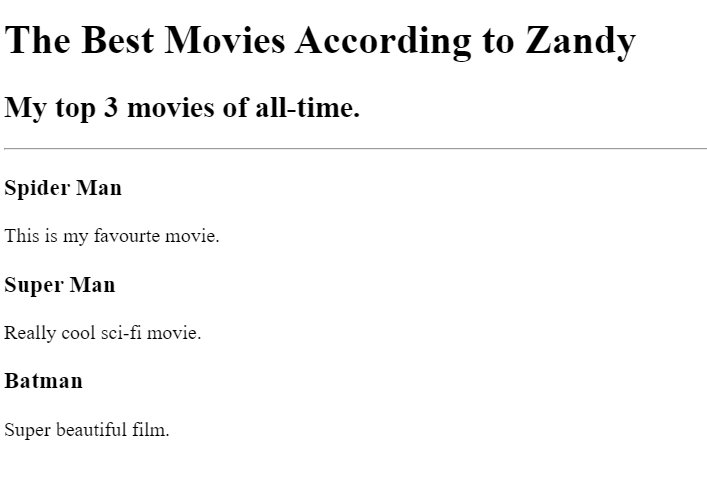 The Best Movies According to Zandy
My top 3 movies of all-time.
Spider Man
This is my favourte movie.
Super Man
Really cool sci-fi movie.
Batman
Super beautiful film.